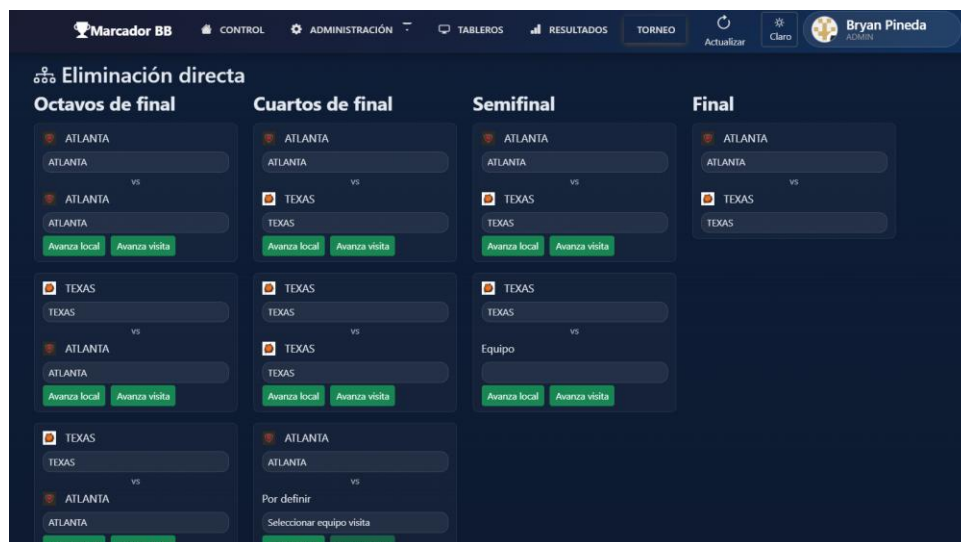 Marcador BB CONTROL ADMINISTRACIÓN TABLEROS RESULTADOS TORNEO Actualizar Claro Bryan Pineda ADMIN
Eliminación directa
Octavos de final
ATLANTA
ATLANTA
vs
ATLANTA
ATLANTA
Avanza local Avanza visita
TEXAS
TEXAS
vs
ATLANTA
ATLANTA
Avanza local Avanza visita
TEXAS
TEXAS
vs
ATLANTA
ATLANTA
Cuartos de final
ATLANTA
ATLANTA
vs
TEXAS
TEXAS
Avanza local Avanza visita
TEXAS
TEXAS
vs
TEXAS
TEXAS
Avanza local Avanza visita
ATLANTA
ATLANTA
vs
Por definir
Seleccionar equipo visita
Semifinal
ATLANTA
ATLANTA
vs
TEXAS
TEXAS
Avanza local Avanza visita
TEXAS
TEXAS
vs
Equipo
Avanza local Avanza visita
Final
ATLANTA
ATLANTA
vs
TEXAS
TEXAS